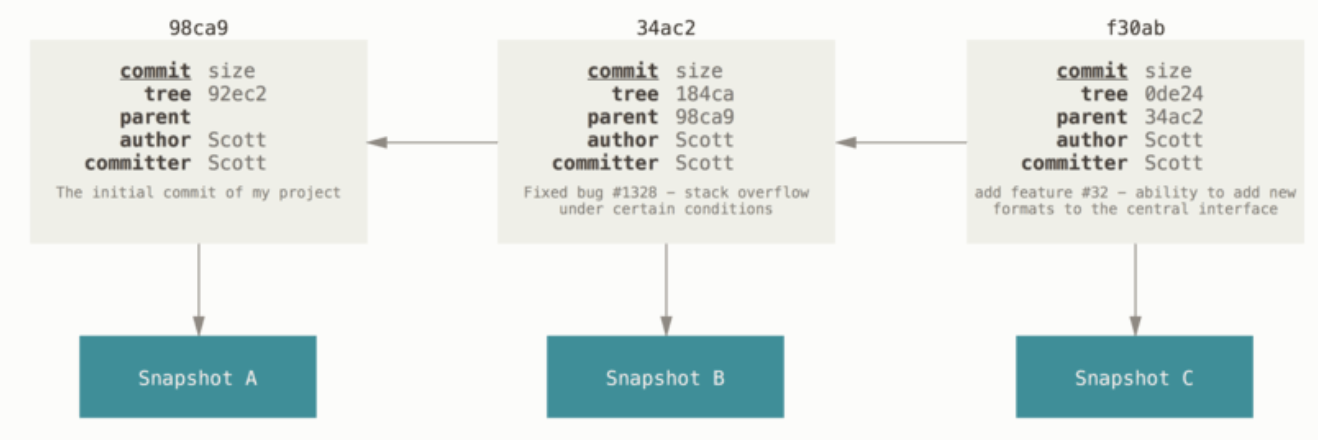 98ca9
commit size
tree 92ec2
parent
author Scott
committer Scott
The initial commit of my project
Snapshot A
34ac2
commit size
tree 184ca
parent 98ca9
author Scott
committer Scott
Fixed bug #1328 – stack overflow
under certain conditions
Snapshot B
f30ab
commit size
tree 0de24
parent 34ac2
author Scott
committer Scott
add feature #32 – ability to add new
formats to the central interface
Snapshot C